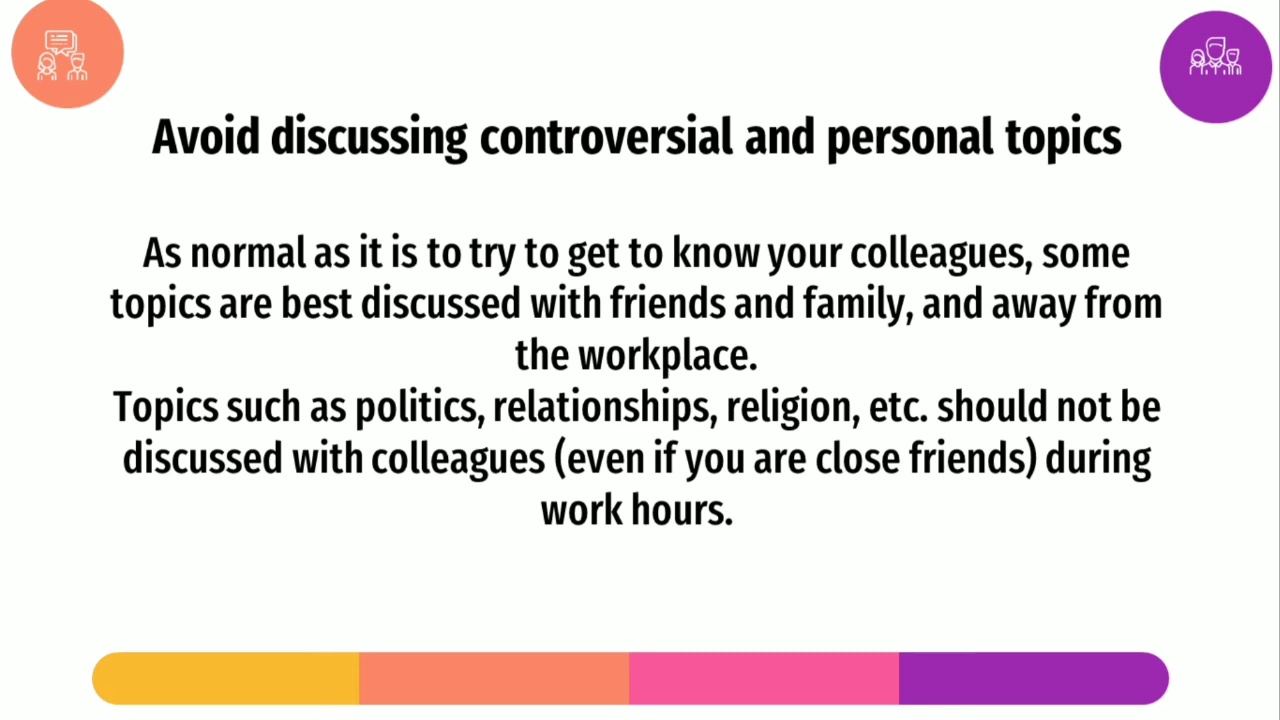 Avoid discussing controversial and personal topics
As normal as it is to try to get to know your colleagues, some
topics are best discussed with friends and family, and away from
the workplace.
Topics such as politics, relationships, religion, etc. should not be
discussed with colleagues (even if you are close friends) during
work hours.